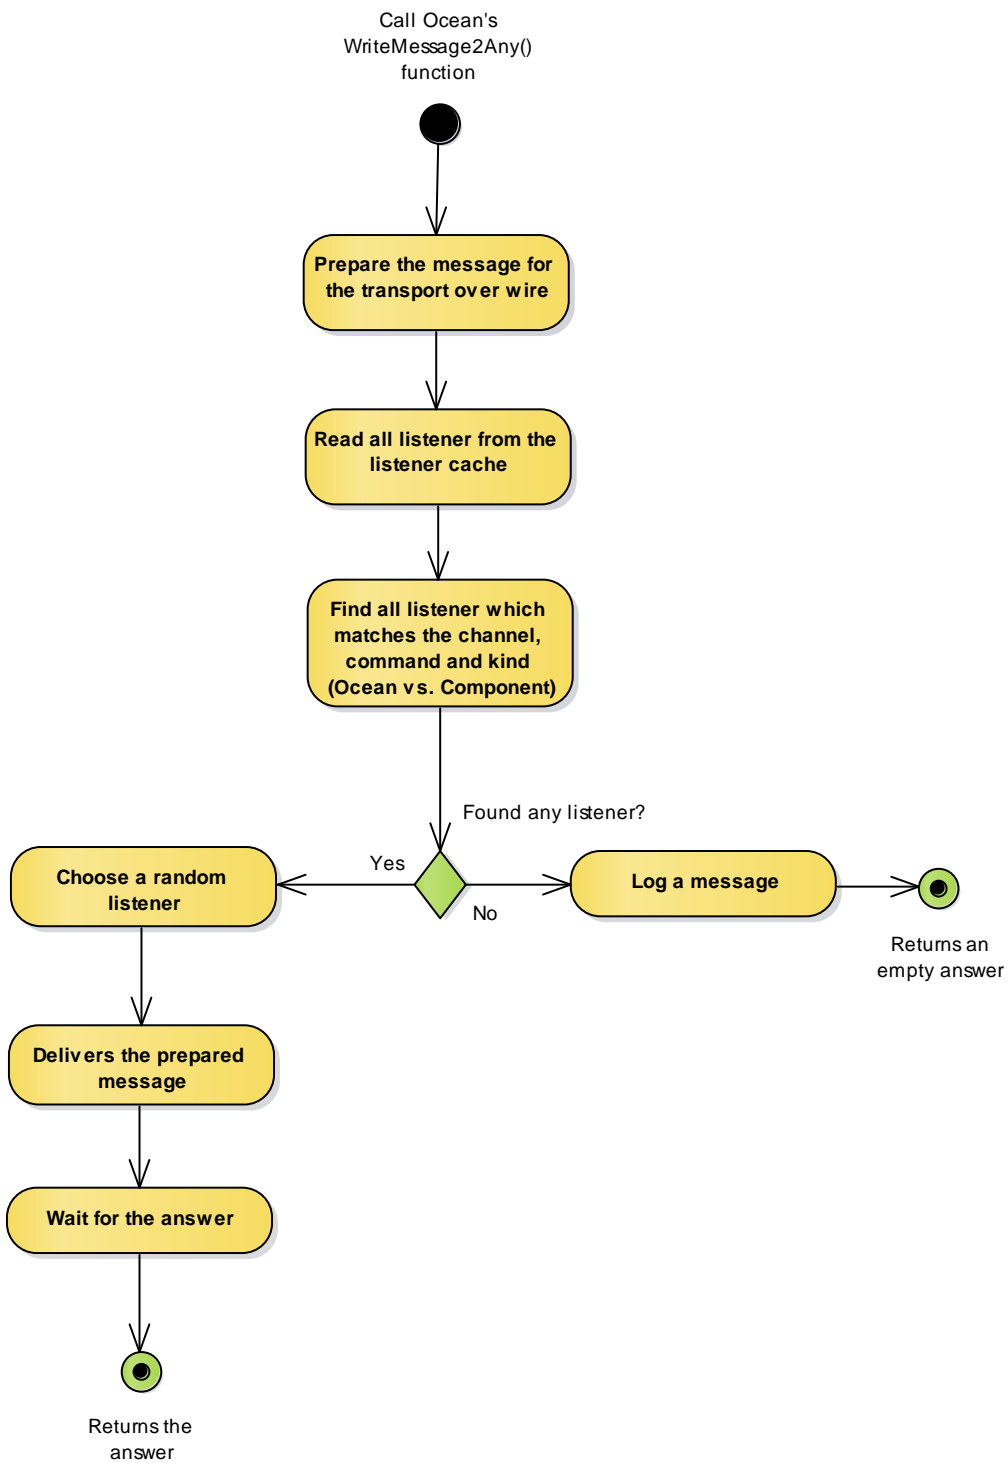 Call Ocean's
WriteMessage2Any()
function
Prepare the message for
the transport over wire
Read all listener from the
listener cache
Find all listener which
matches the channel,
command and kind
(Ocean vs. Component)
Found any listener?
Yes
No
Choose a random
listener
Log a message
Returns an
empty answer
Delivers the prepared
message
Wait for the answer
Returns the
answer